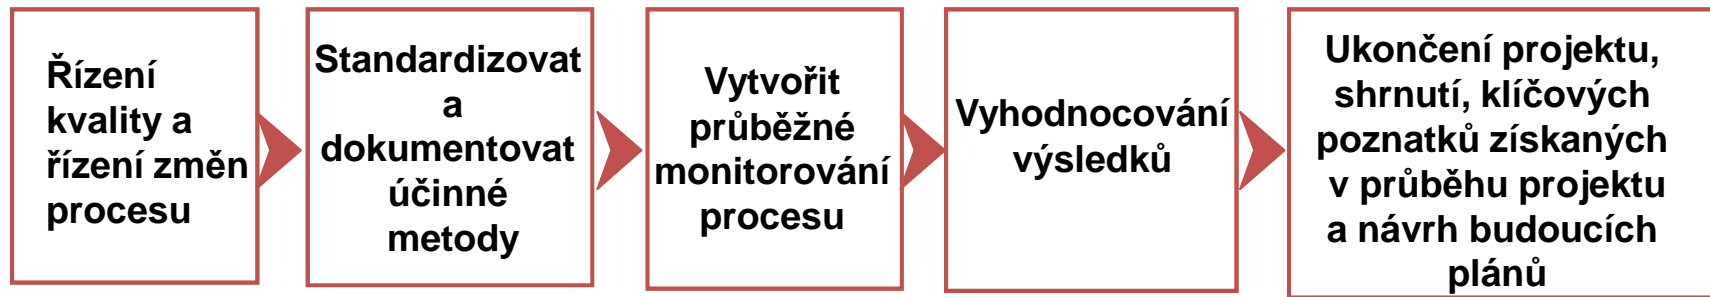 Řízení
kvality a
řízení změn
procesu
Standardizovat
a
dokumentovat
účinné
metody
Vytvořit
průběžné
monitorování
procesu
Vyhodnocování
výsledků
Ukončení projektu,
shrnutí, klíčových
poznatků získaných
v průběhu projektu
a návrh budoucích
plánů